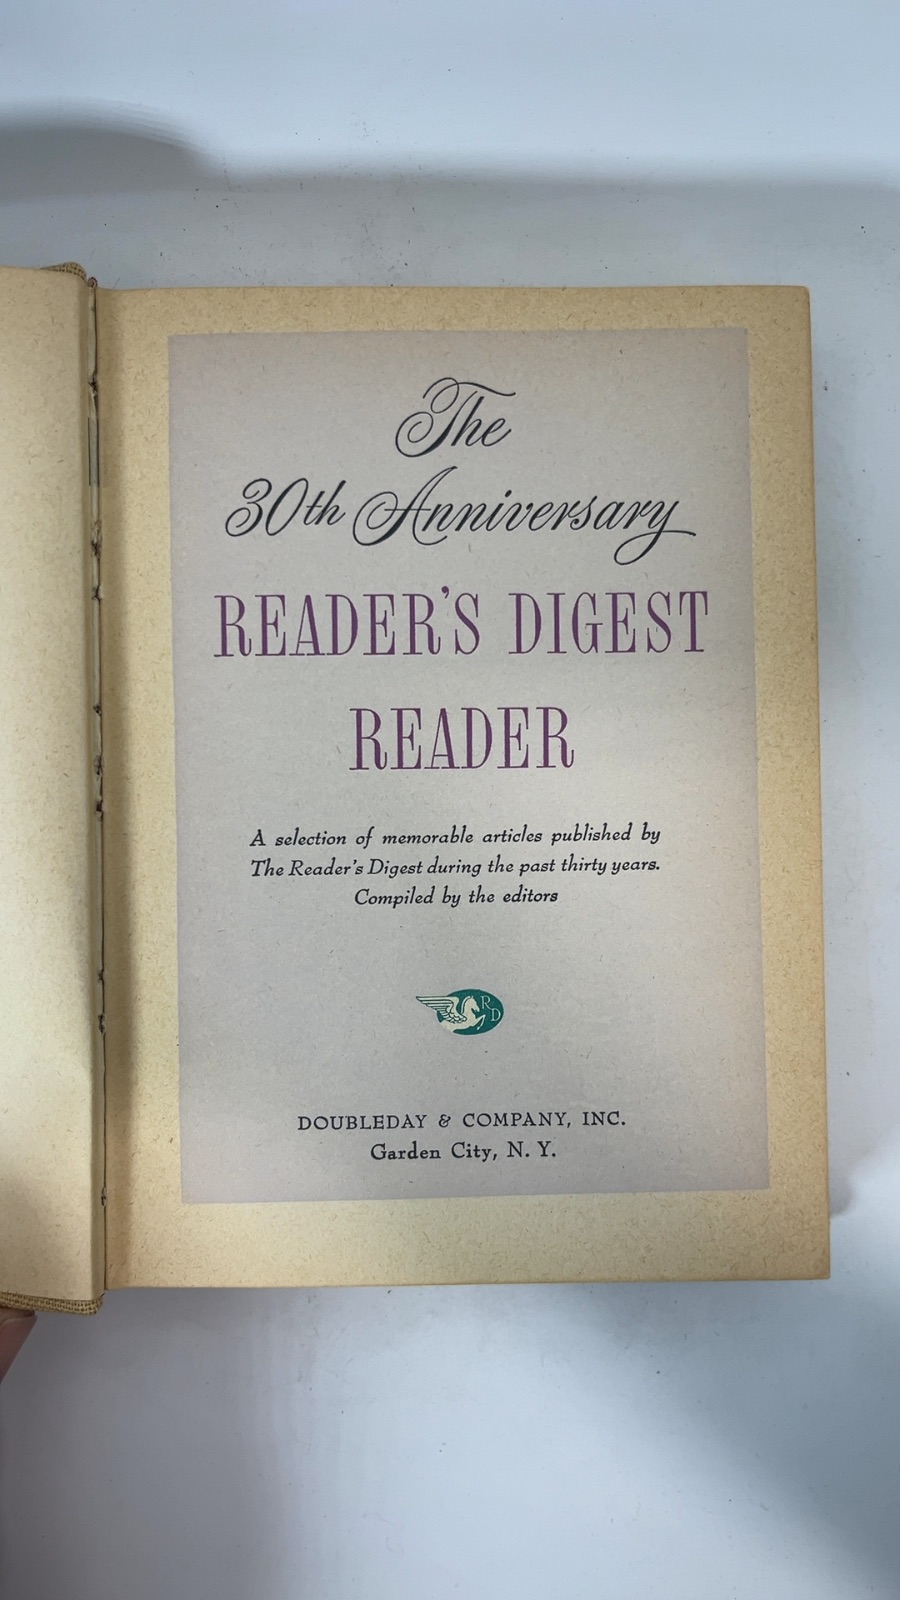 The
30th Anniversary
READER'S DIGEST
READER
A selection of memorable articles published by
The Reader's Digest during the past thirty years.
Compiled by the editors
R
D
DOUBLEDAY & COMPANY, INC.
Garden City, N. Y.